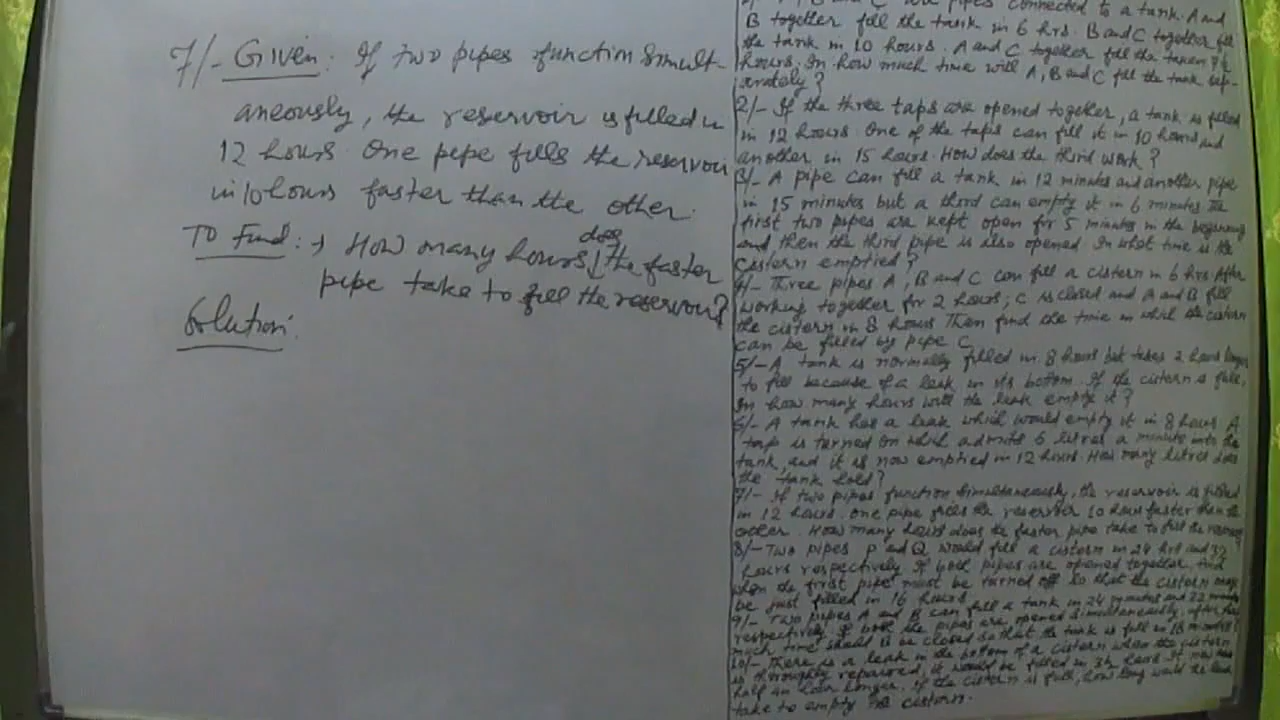 7/- Given: If two pipes function simult-
aneously, the reservoir is filled in
12 hours. One pipe fills the reservoir
in 10 hours faster than the other.
To Find: → How many hours does the faster
pipe take to fill the reservoir?
Solution:
B together fill the tank in 6 hrs. B and C together fill
the tank in 10 hours. A and C together fill the
hours. In how much time will A, B and C fill the tank sep-
arately?
2/- If the three taps are opened together, a tank is filled
in 12 hours. One of the taps can fill it in 10 hours and
another in 15 hours. How does the third work?
3/- A pipe can fill a tank in 12 minutes and another pipe
in 15 minutes but a third can empty it in 6 minutes. The
first two pipes are kept open for 5 minutes in the beginning
and then the third pipe is also opened. In what time is the
cistern emptied?
4/- Three pipes A, B and C can fill a cistern in 6 hrs. After
working together for 2 hours, C is closed and A and B fill
the cistern in 8 hours. Then find the time in which the cistern
can be filled by pipe C
5/- A tank is normally filled in 8 hours but takes 2 hours longer
to fill because of a leak in its bottom. If the cistern is full,
In how many hours will the leak empty it?
6/- A tank has a leak which would empty it in 8 hours. A
tap is turned on which admits 6 litres a minute into the
tank, and it is now emptied in 12 hours. How many litres does
the tank hold?
7/- If two pipes function simultaneously, the reservoir is filled
in 12 hours. One pipe fills the reservoir 10 hours faster than the
other. How many hours does the faster pipe take to fill the
8/- Two pipes P and Q would fill a cistern in 24 hrs and 32
hours respectively. If both pipes are opened together, find
when the first pipe must be turned off so that the cistern may
be just filled in 16 hours.
9/- Two pipes A and B can fill a tank in 24 minutes and 32
respectively. If both the pipes are opened simultaneously, after how
much time should B be closed so that the tank is full in 18 minutes?
10/- There is a leak in the bottom of a cistern when the cistern
is thoroughly repaired, it would be filled in 3½ hours. It now
half an hour longer. If the cistern is full, how long would the leak
take to empty the cistern.